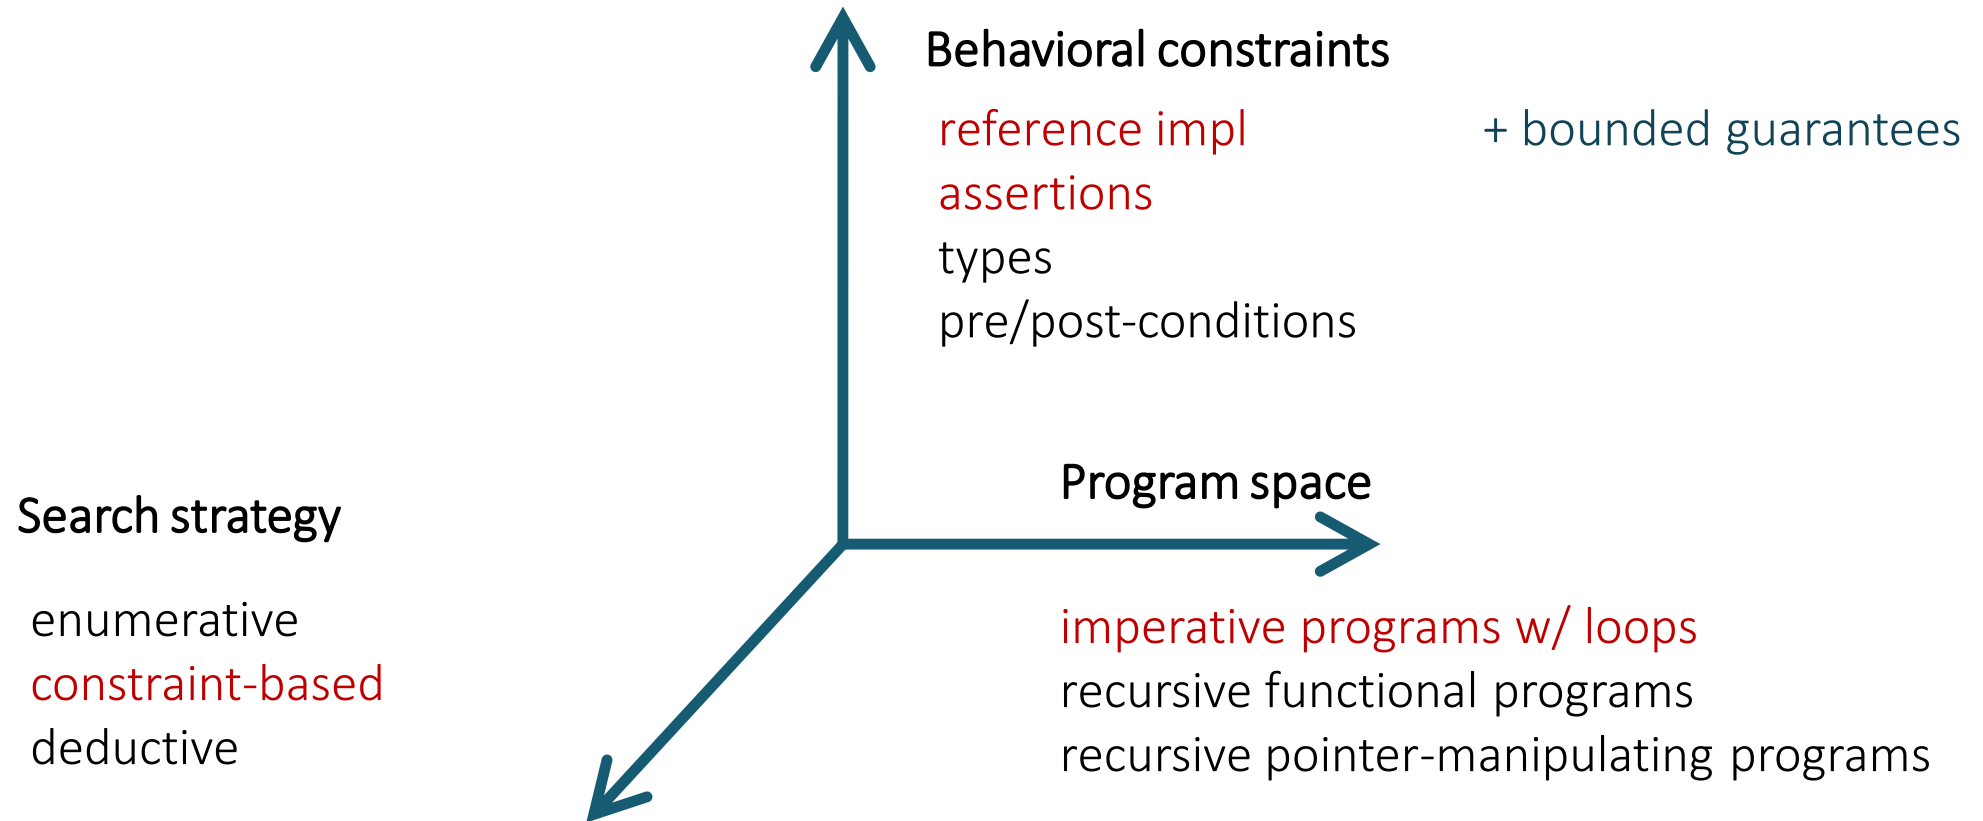 Behavioral constraints
reference impl + bounded guarantees
assertions
types
pre/post-conditions
Program space
imperative programs w/ loops
recursive functional programs
recursive pointer-manipulating programs
Search strategy
enumerative
constraint-based
deductive